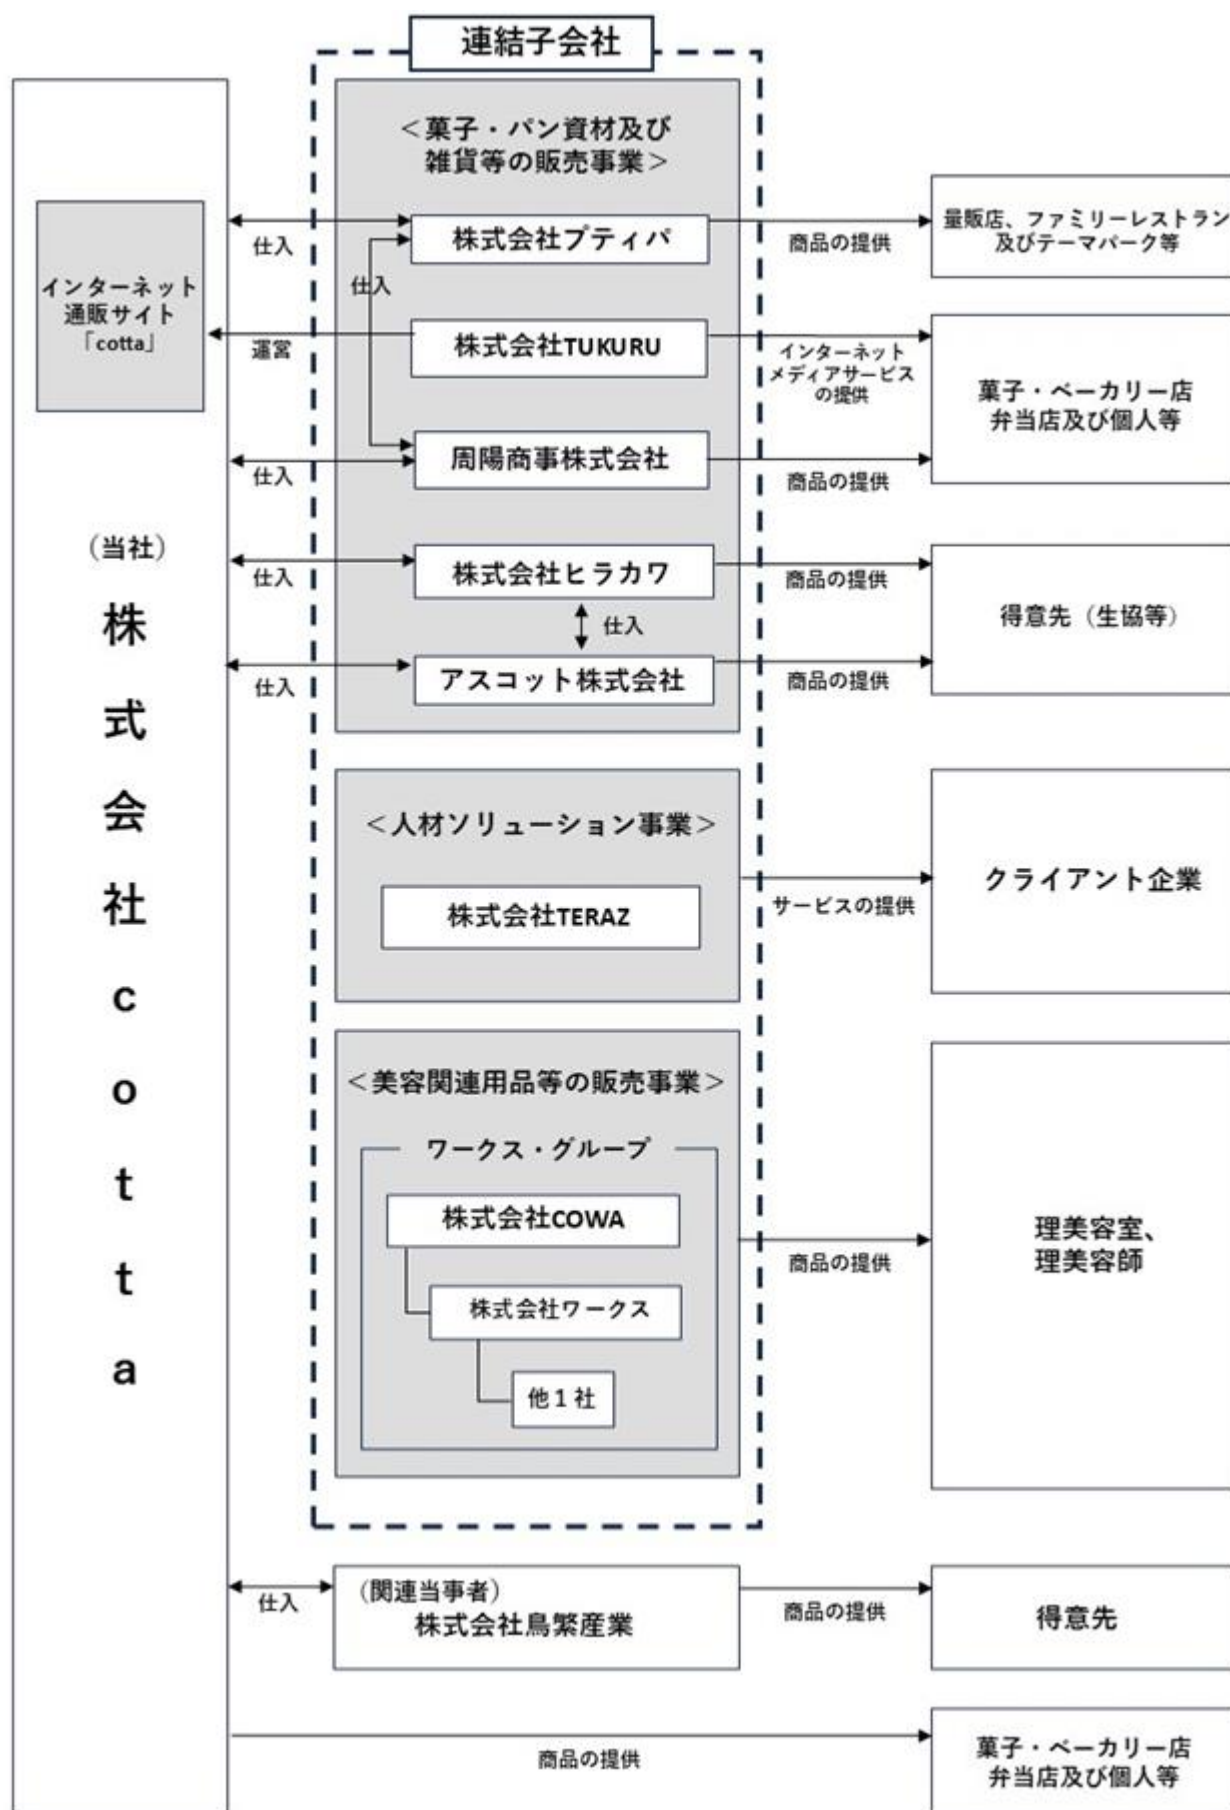 連結子会社
＜菓子・パン資材及び
雑貨等の販売事業＞
インターネット
通販サイト
「cotta」
仕入
株式会社プティパ
商品の提供
量販店、ファミリーレストラン
及びテーマパーク等
仕入
運営
株式会社TUKURU
インターネット
メディアサービス
の提供
菓子・ベーカリー店
弁当店及び個人等
仕入
周陽商事株式会社
商品の提供
（当社）
株式会社cotta
仕入
株式会社ヒラカワ
商品の提供
仕入
得意先（生協等）
仕入
アスコット株式会社
商品の提供
＜人材ソリューション事業＞
株式会社TERAZ
サービスの提供
クライアント企業
＜美容関連用品等の販売事業＞
ワークス・グループ
株式会社COWA
株式会社ワークス
他１社
商品の提供
理美容室、
理美容師
仕入
（関連当事者）
株式会社鳥繁産業
商品の提供
得意先
商品の提供
菓子・ベーカリー店
弁当店及び個人等